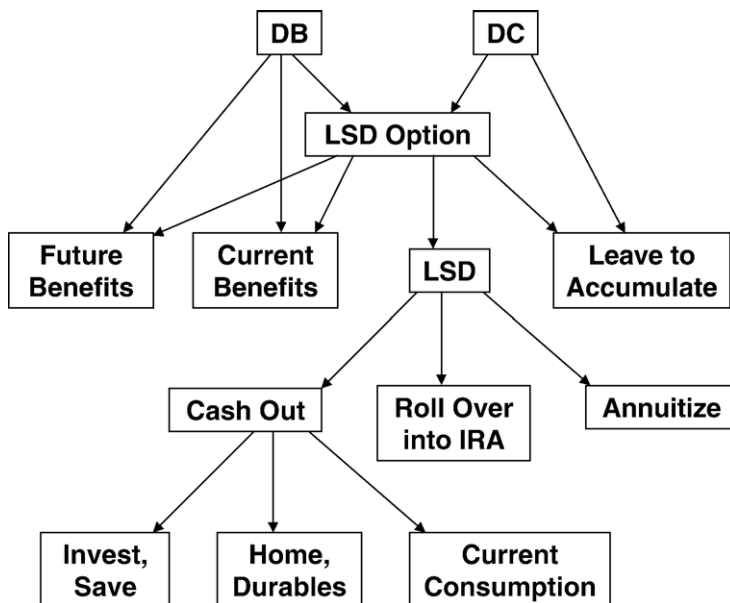 DB
DC
LSD Option
Future
Benefits
Current
Benefits
LSD
Leave to
Accumulate
Cash Out
Roll Over
into IRA
Annuitize
Invest,
Save
Home,
Durables
Current
Consumption